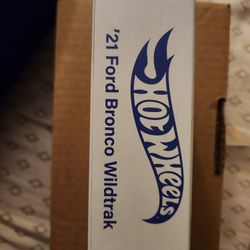 HOT WHEELS
'21 Ford Bronco Wildtrak